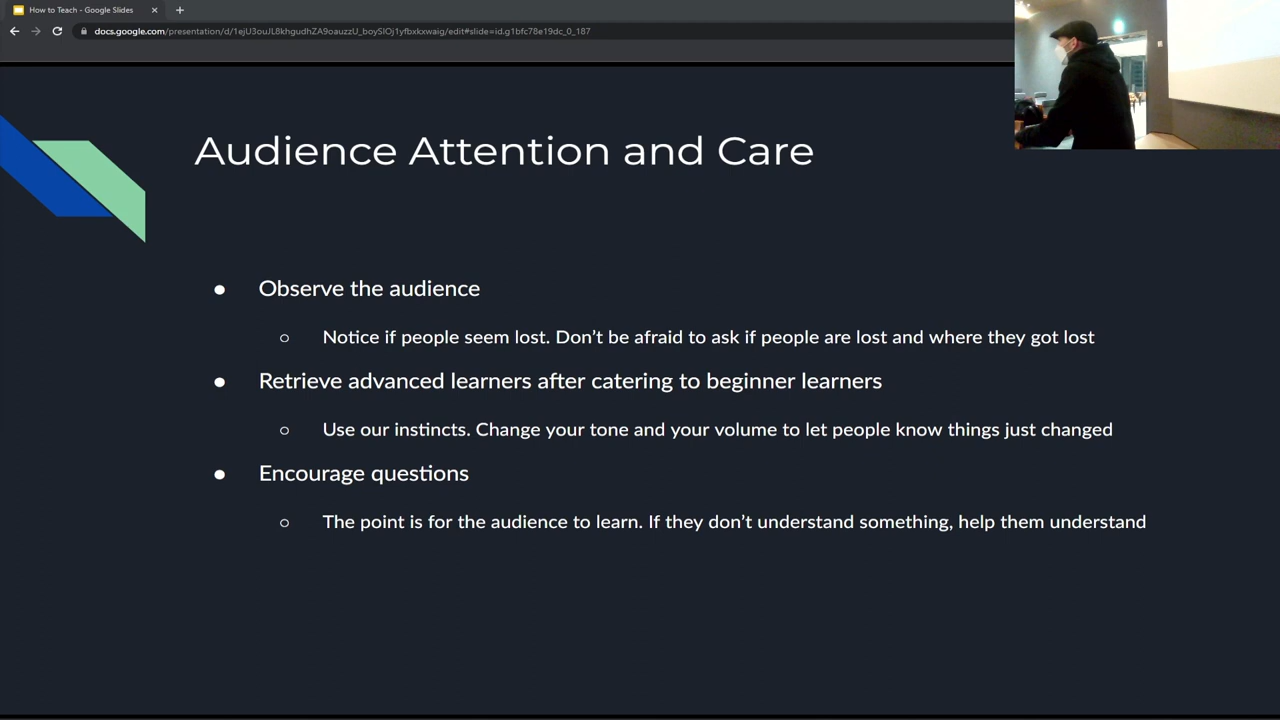 How to Teach - Google Slides
docs.google.com/presentation/d/1ejU3ouJL8khgudhZA9oauzzU_boySlOj1yfbxkxwaig/edit#slide=id.g1bfc78e19dc_0_187
Audience Attention and Care
● Observe the audience
○ Notice if people seem lost. Don’t be afraid to ask if people are lost and where they got lost
● Retrieve advanced learners after catering to beginner learners
○ Use our instincts. Change your tone and your volume to let people know things just changed
● Encourage questions
○ The point is for the audience to learn. If they don’t understand something, help them understand